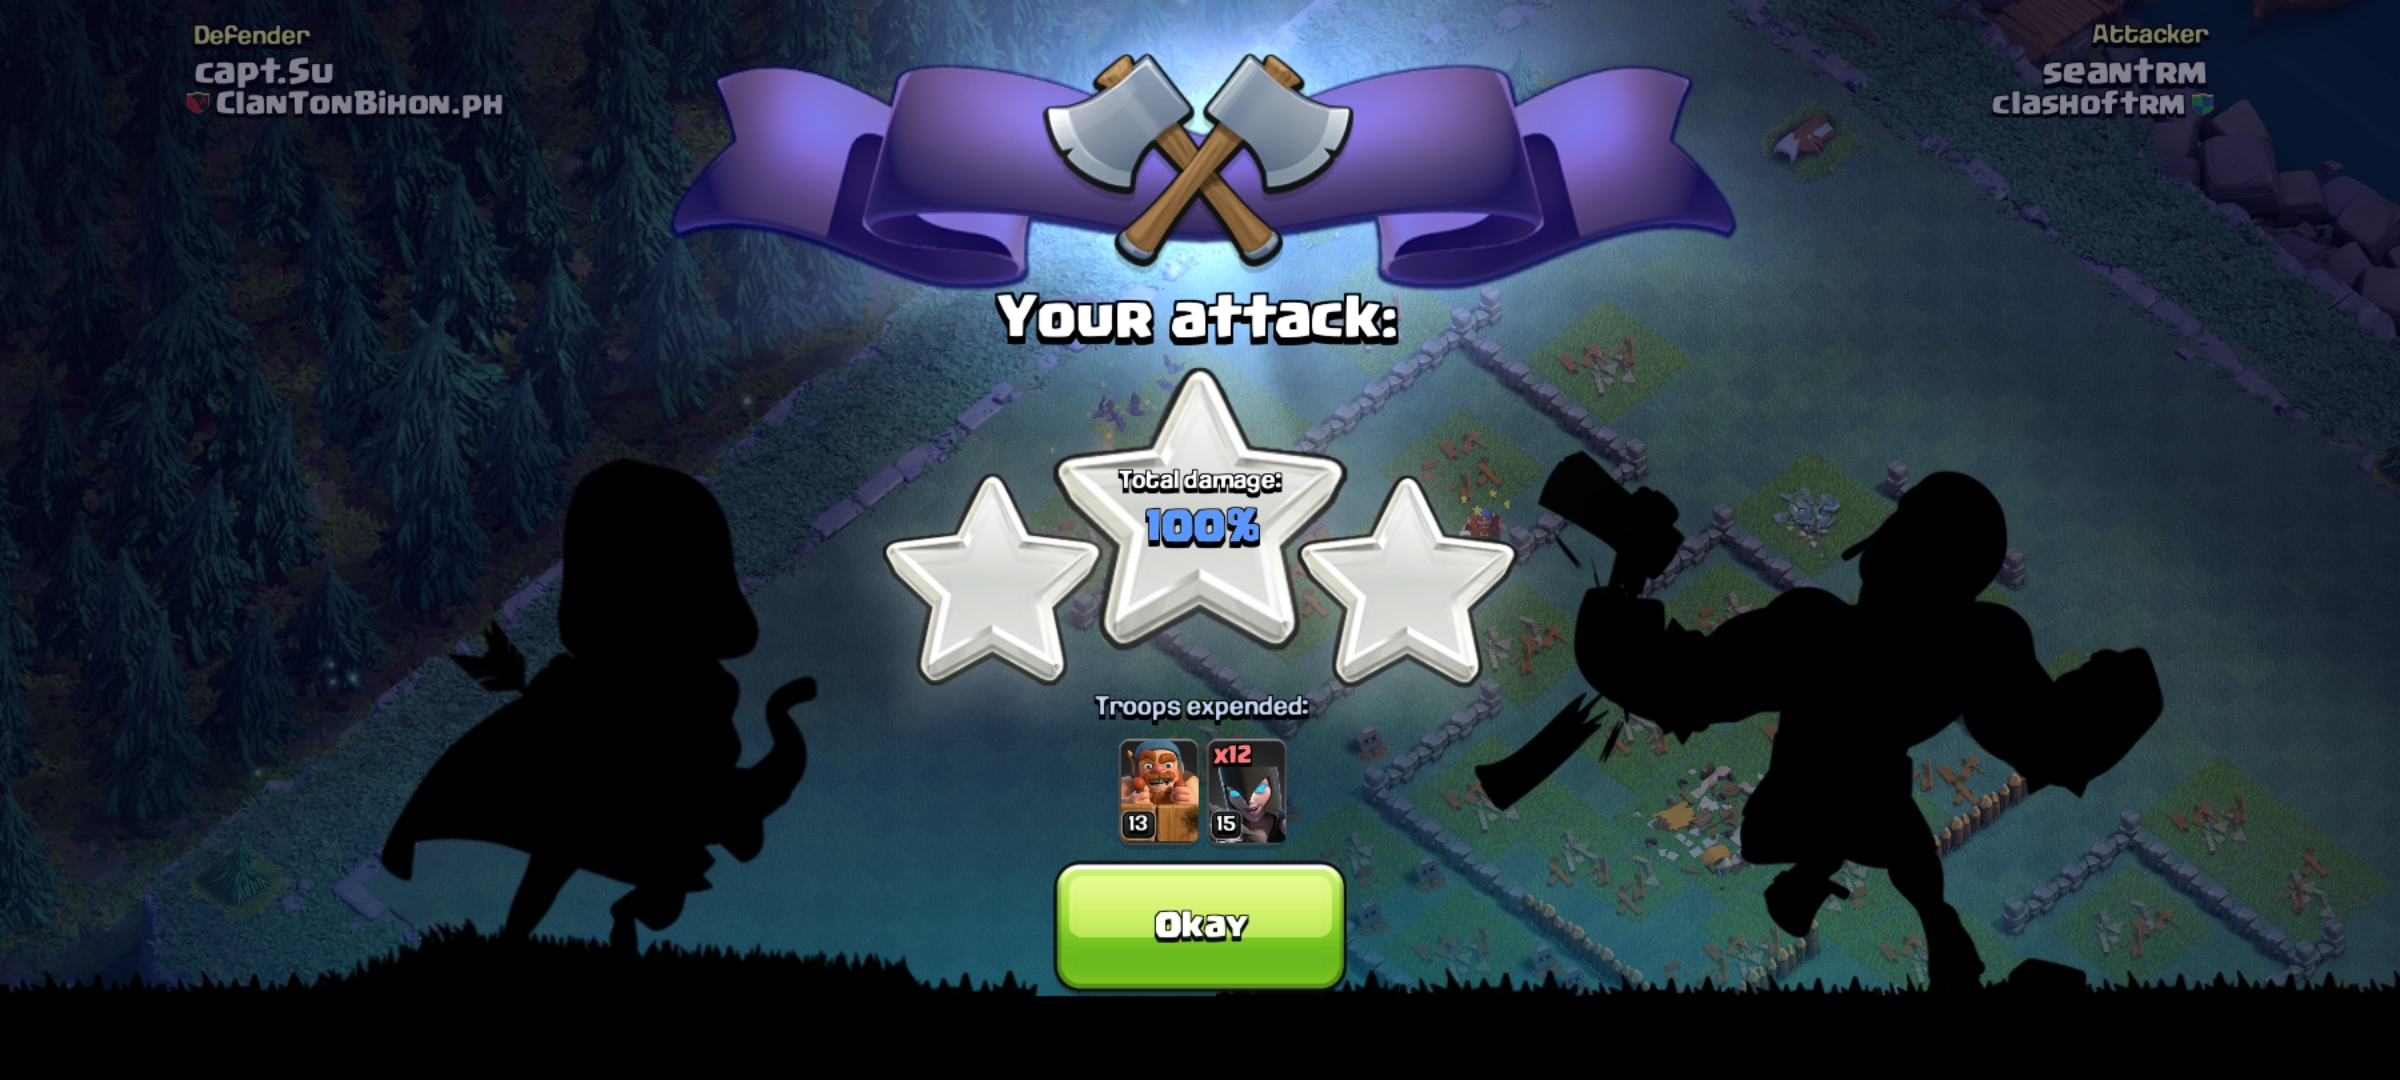 Defender
capt.Su
ClanTonBihon.PH
Attacker
seantRM
clashoftRM
Your attack:
Total damage:
100%
Troops expended:
x12
13
15
Okay